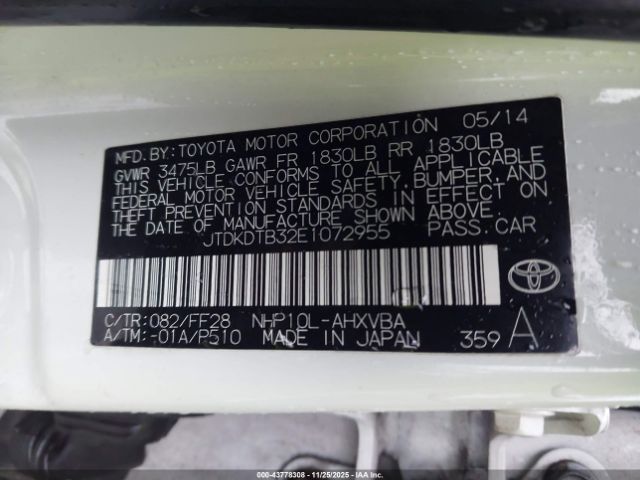 MFD. BY: TOYOTA MOTOR CORPORATION 05/14
GVWR 3475LB GAWR FR 1830LB RR 1830LB
THIS VEHICLE CONFORMS TO ALL APPLICABLE
FEDERAL MOTOR VEHICLE SAFETY, BUMPER, AND
THEFT PREVENTION STANDARDS IN EFFECT ON
THE DATE OF MANUFACTURE SHOWN ABOVE.
JTDKDTB32E1072955 PASS. CAR
C/TR: 082/FF28 NHP10L-AHXVBA
A/TM: -01A/P510 MADE IN JAPAN 359 A
000-43778308 - 11/25/2025 - IAAI.CA